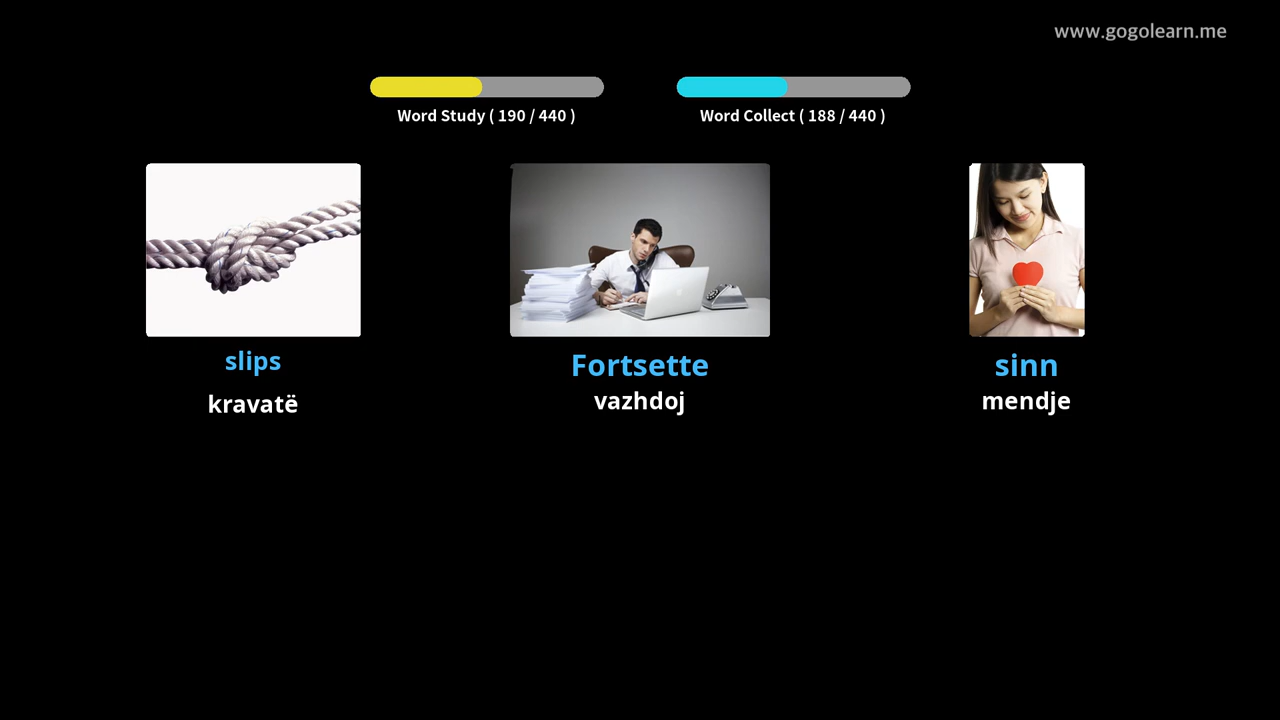 www.gogolearn.me
Word Study ( 190 / 440 )
Word Collect ( 188 / 440 )
slips
kravatë
Fortsette
vazhdoj
sinn
mendje